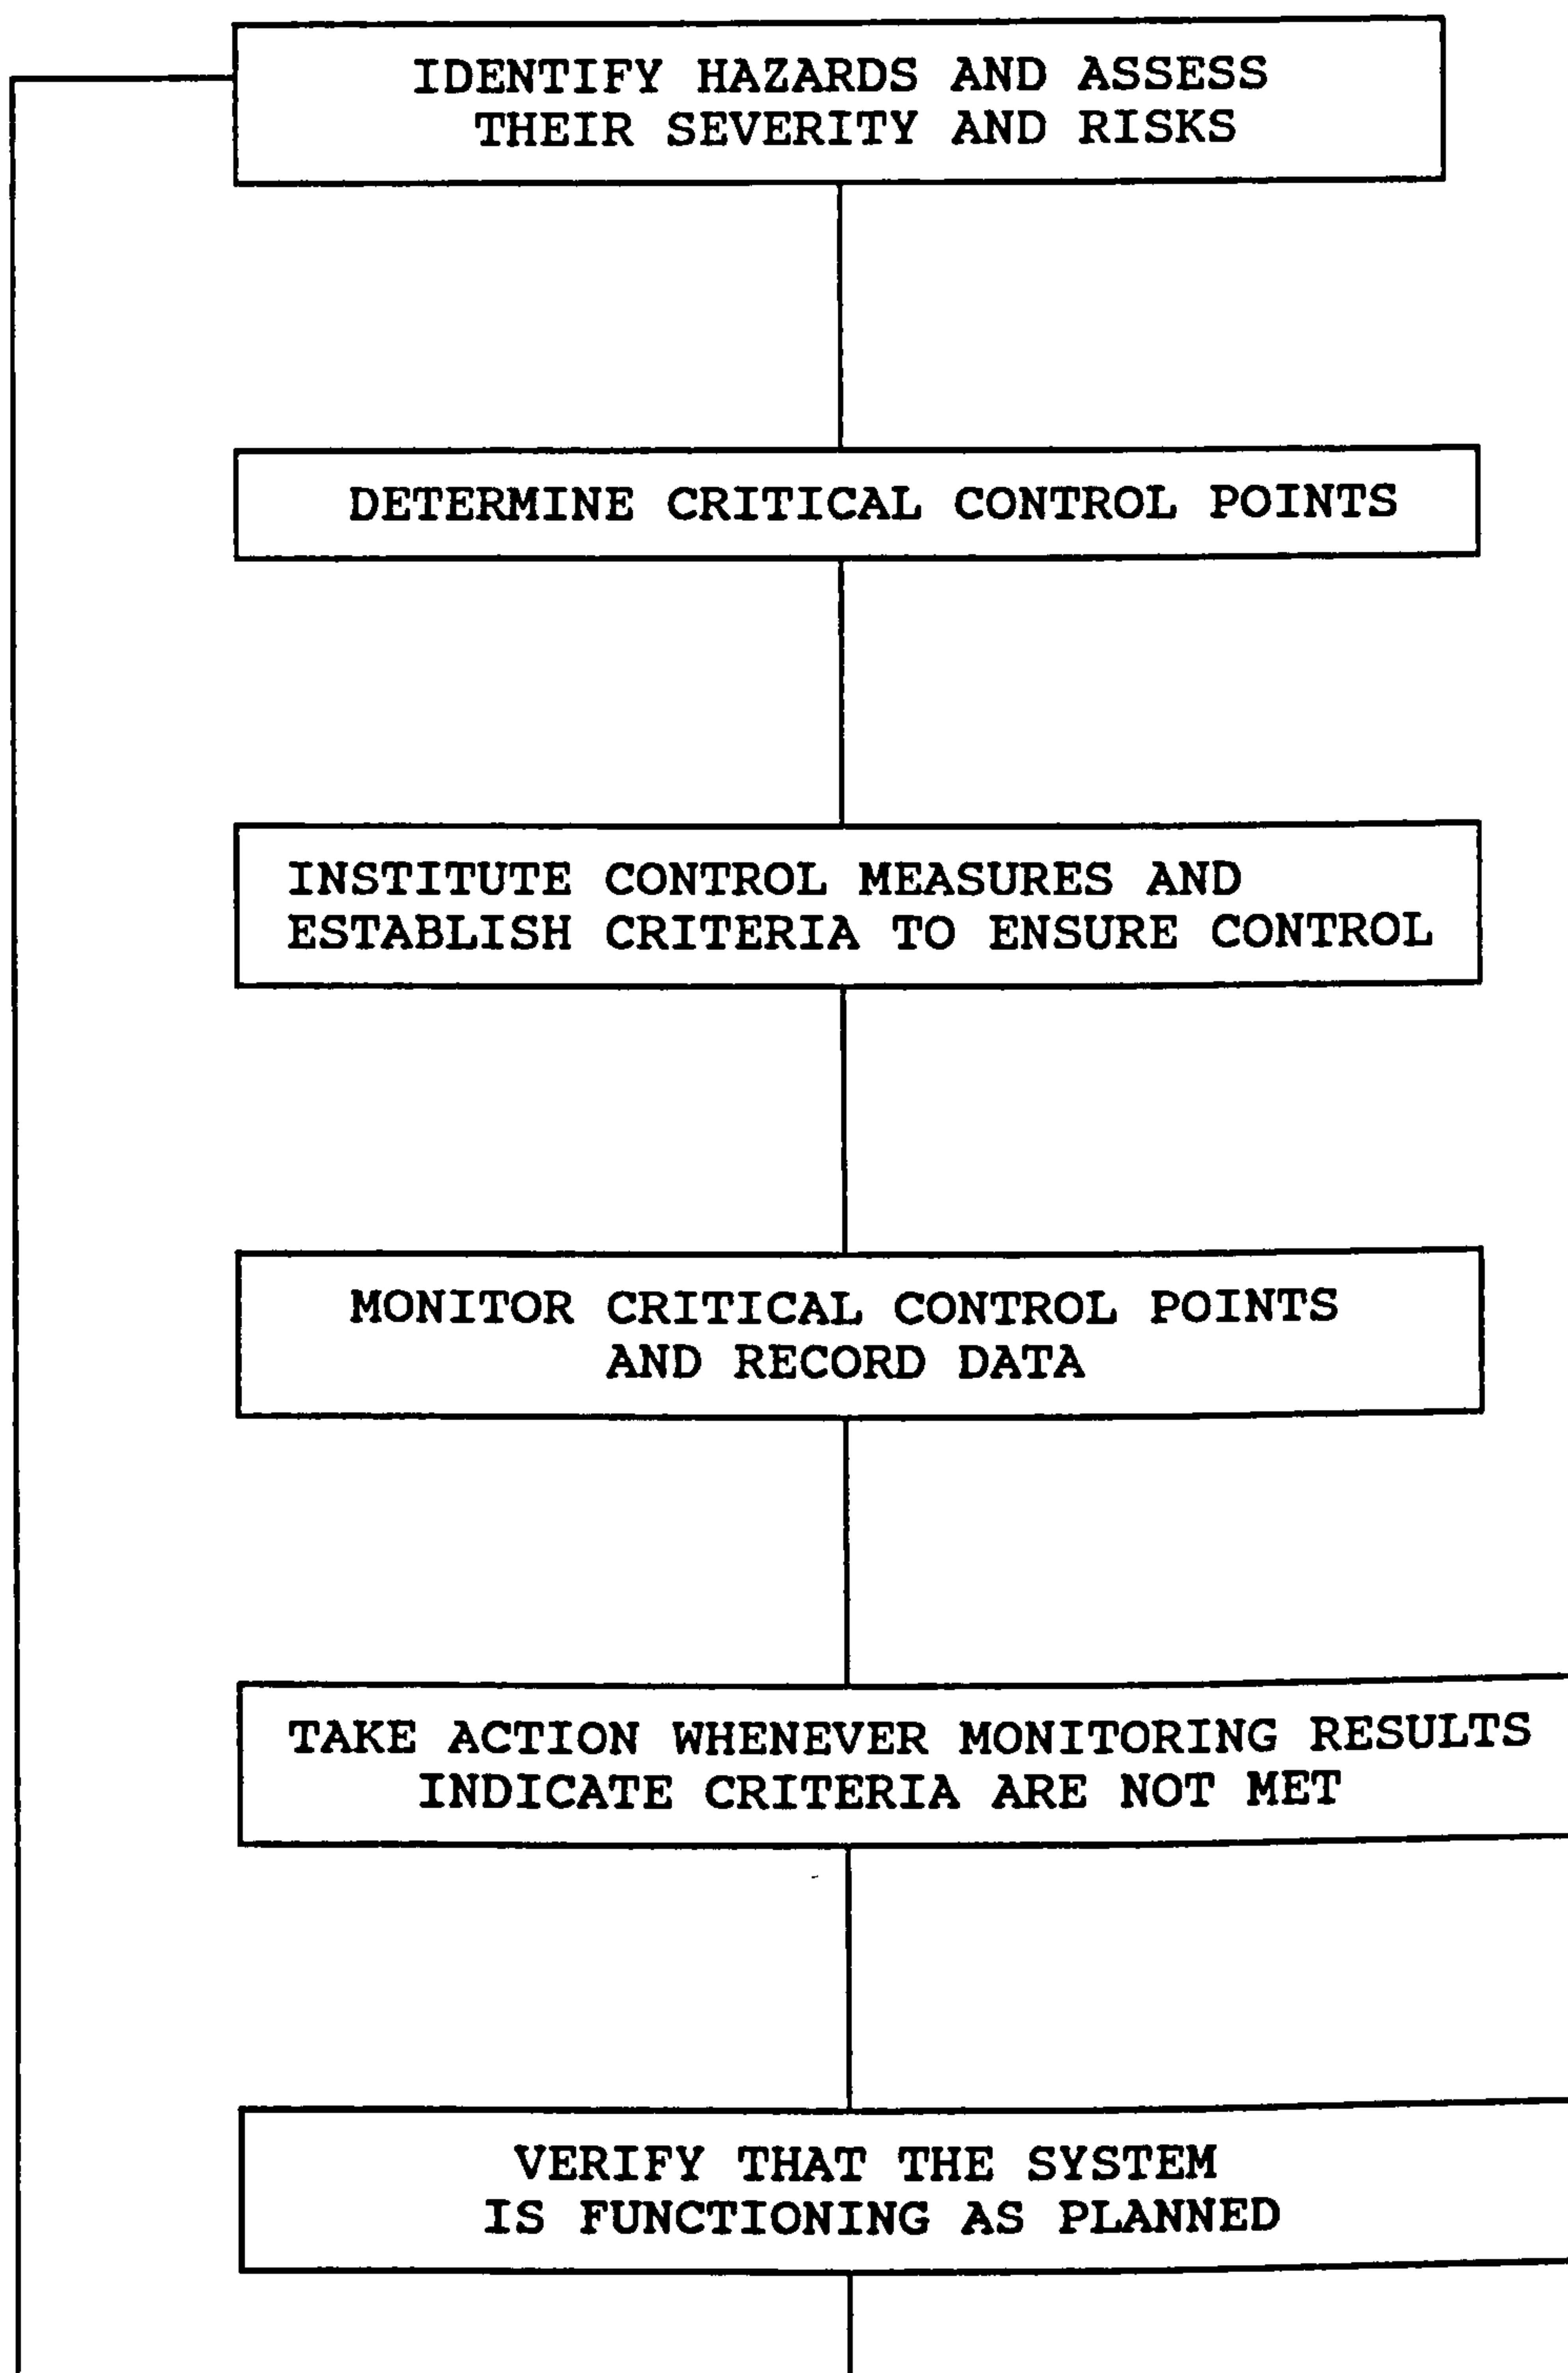 IDENTIFY HAZARDS AND ASSESS
THEIR SEVERITY AND RISKS
DETERMINE CRITICAL CONTROL POINTS
INSTITUTE CONTROL MEASURES AND
ESTABLISH CRITERIA TO ENSURE CONTROL
MONITOR CRITICAL CONTROL POINTS
AND RECORD DATA
TAKE ACTION WHENEVER MONITORING RESULTS
INDICATE CRITERIA ARE NOT MET
VERIFY THAT THE SYSTEM
IS FUNCTIONING AS PLANNED